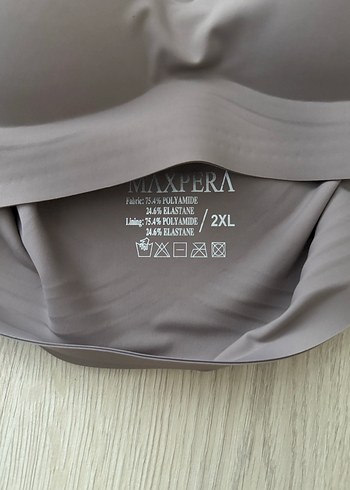 MAXPERA
Fabric: 75.4% POLYAMIDE
24.6% ELASTANE
Lining: 75.4% POLYAMIDE / 2XL
24.6% ELASTANE